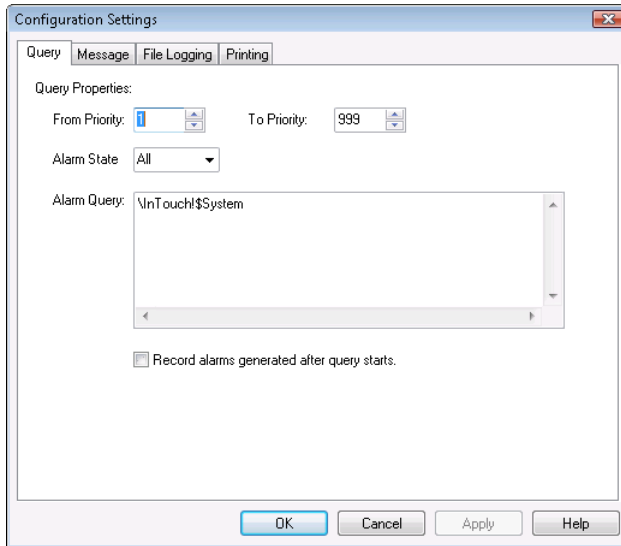 Configuration Settings
Query Message File Logging Printing
Query Properties:
From Priority: 1 To Priority: 999
Alarm State All
Alarm Query: \InTouch!$System
Record alarms generated after query starts.
OK Cancel Apply Help